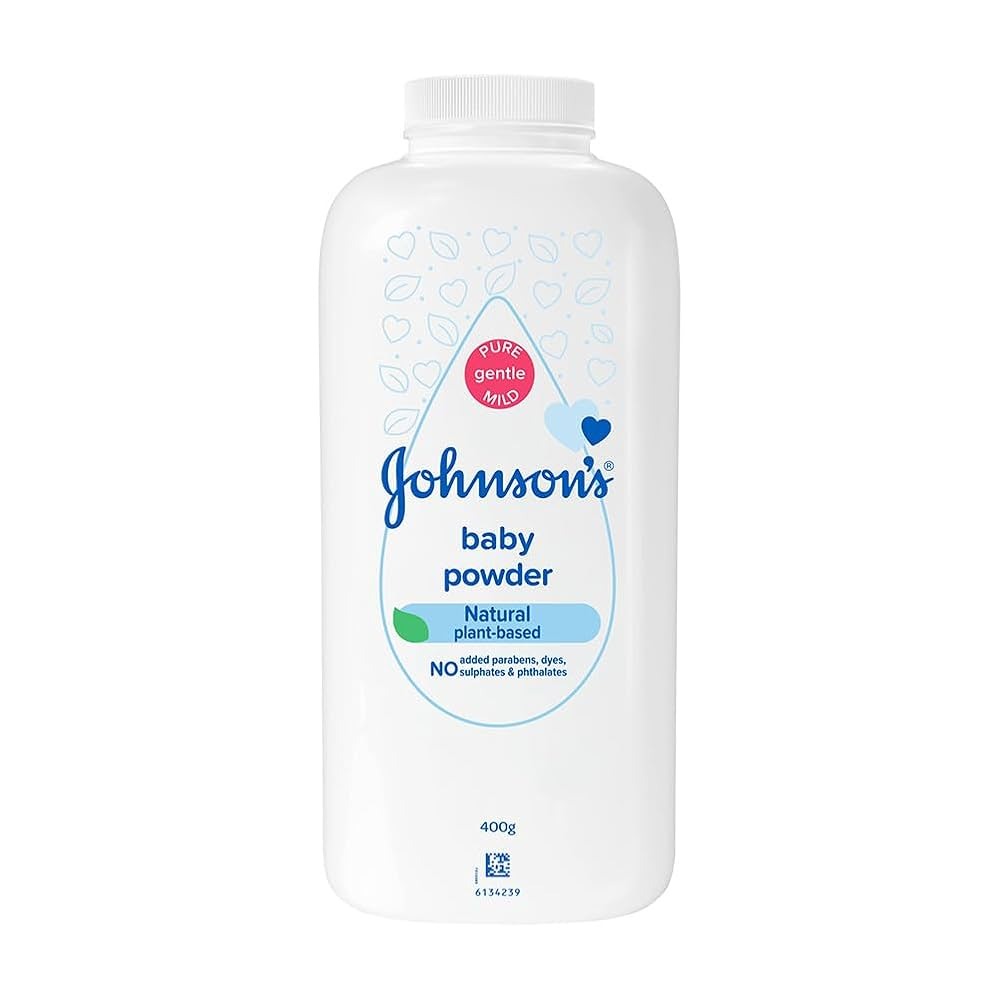 PURE
gentle
MILD
Johnson's®
baby
powder
Natural
plant-based
NO added parabens, dyes,
sulphates & phthalates
400g
6134239